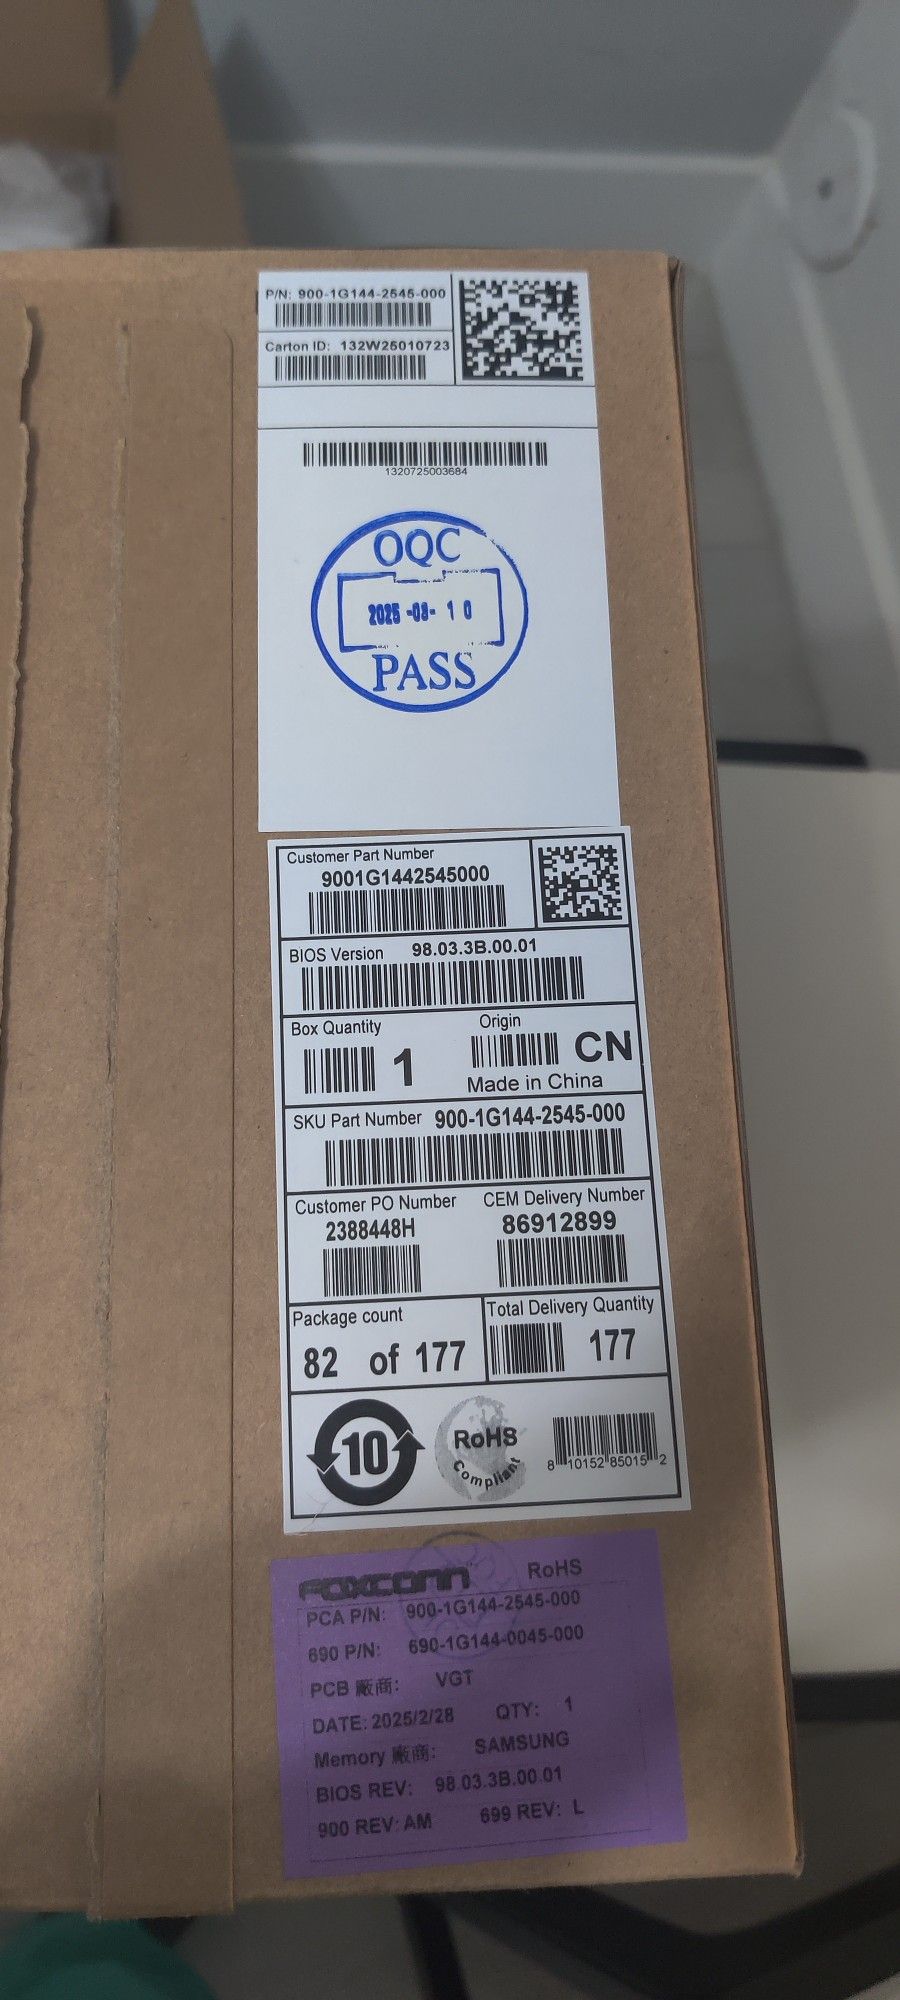 P/N: 900-1G144-2545-000
Carton ID: 132W25010723
1320725003684
OQC
2025-03-10
PASS
Customer Part Number
9001G1442545000
BIOS Version 98.03.3B.00.01
Box Quantity
1
Origin
CN
Made in China
SKU Part Number 900-1G144-2545-000
Customer PO Number
2388448H
CEM Delivery Number
86912899
Package count
82 of 177
Total Delivery Quantity
177
10
RoHS
Compliant
8 10152 85015 2
FOXCONN RoHS
PCA P/N: 900-1G144-2545-000
690 P/N: 690-1G144-0045-000
PCB 廠商: VGT
DATE: 2025/2/28 QTY: 1
Memory 廠商: SAMSUNG
BIOS REV: 98.03.3B.00.01
900 REV: AM 699 REV: L